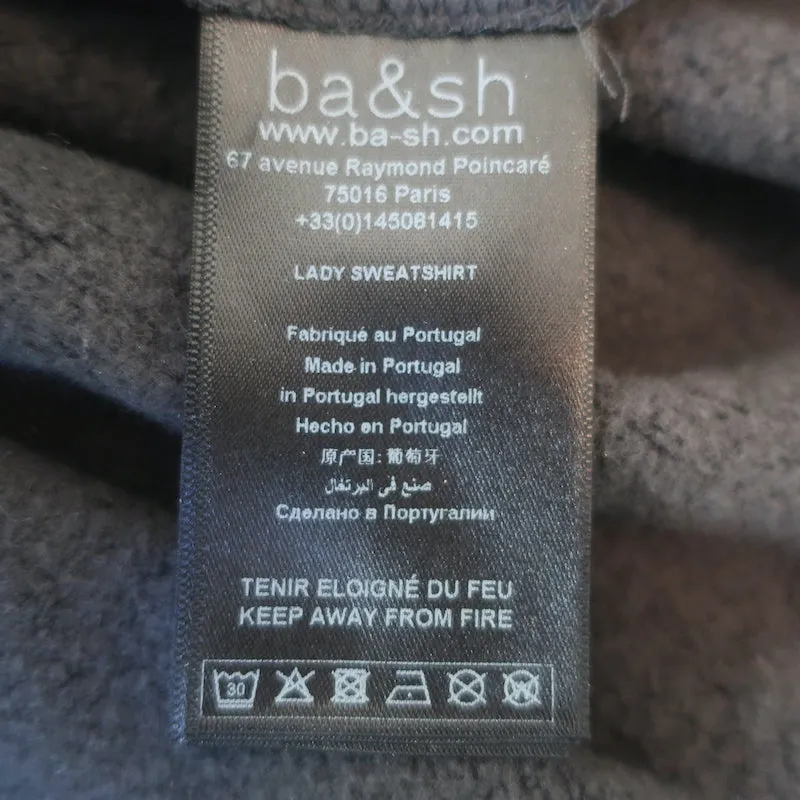 ba&sh
www.ba-sh.com
67 avenue Raymond Poincaré
75016 Paris
+33(0)145081415
LADY SWEATSHIRT
Fabriqué au Portugal
Made in Portugal
in Portugal hergestellt
Hecho en Portugal
原产国: 葡萄牙
صنع في البرتغال
Сделано в Португалии
TENIR ELOIGNÉ DU FEU
KEEP AWAY FROM FIRE
30